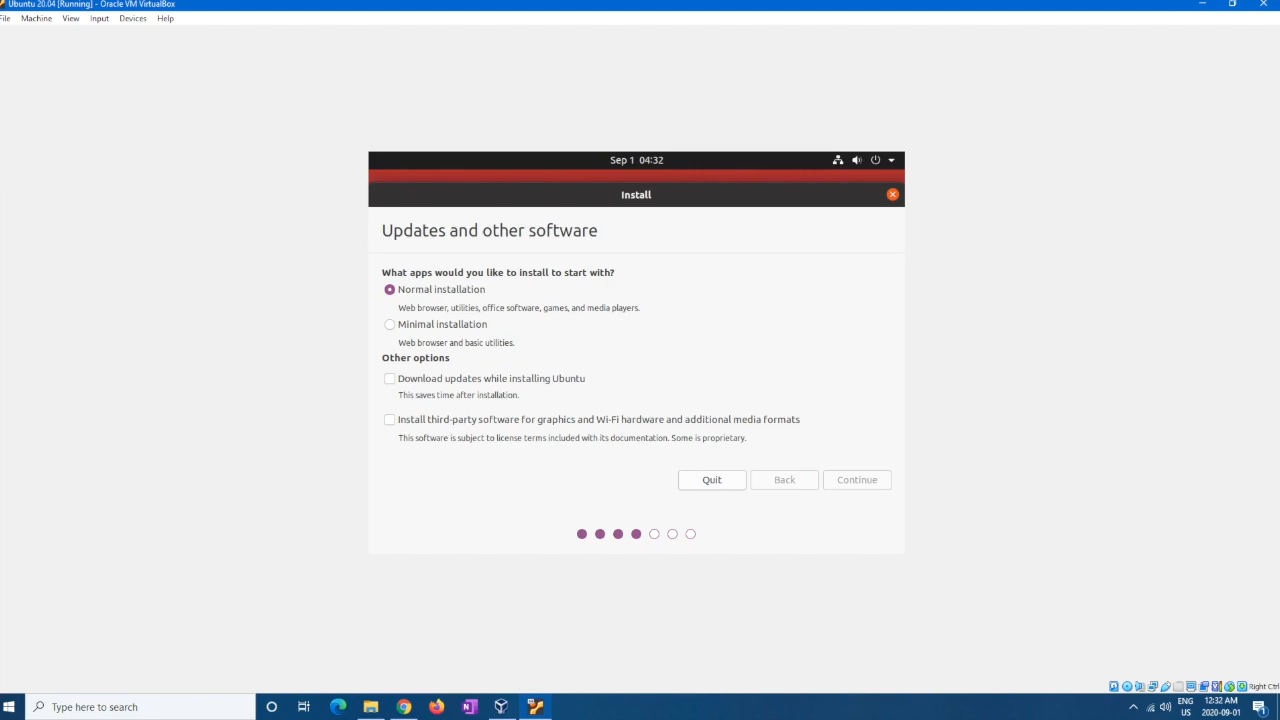 Ubuntu 20.04 [Running] - Oracle VM VirtualBox
File Machine View Input Devices Help
Sep 1 04:32
Install
Updates and other software
What apps would you like to install to start with?
Normal installation
Web browser, utilities, office software, games, and media players.
Minimal installation
Web browser and basic utilities.
Other options
Download updates while installing Ubuntu
This saves time after installation.
Install third-party software for graphics and Wi-Fi hardware and additional media formats
This software is subject to license terms included with its documentation. Some is proprietary.
Quit Back Continue
Right Ctrl
Type here to search
ENG 12:32 AM
US 2020-09-01
1